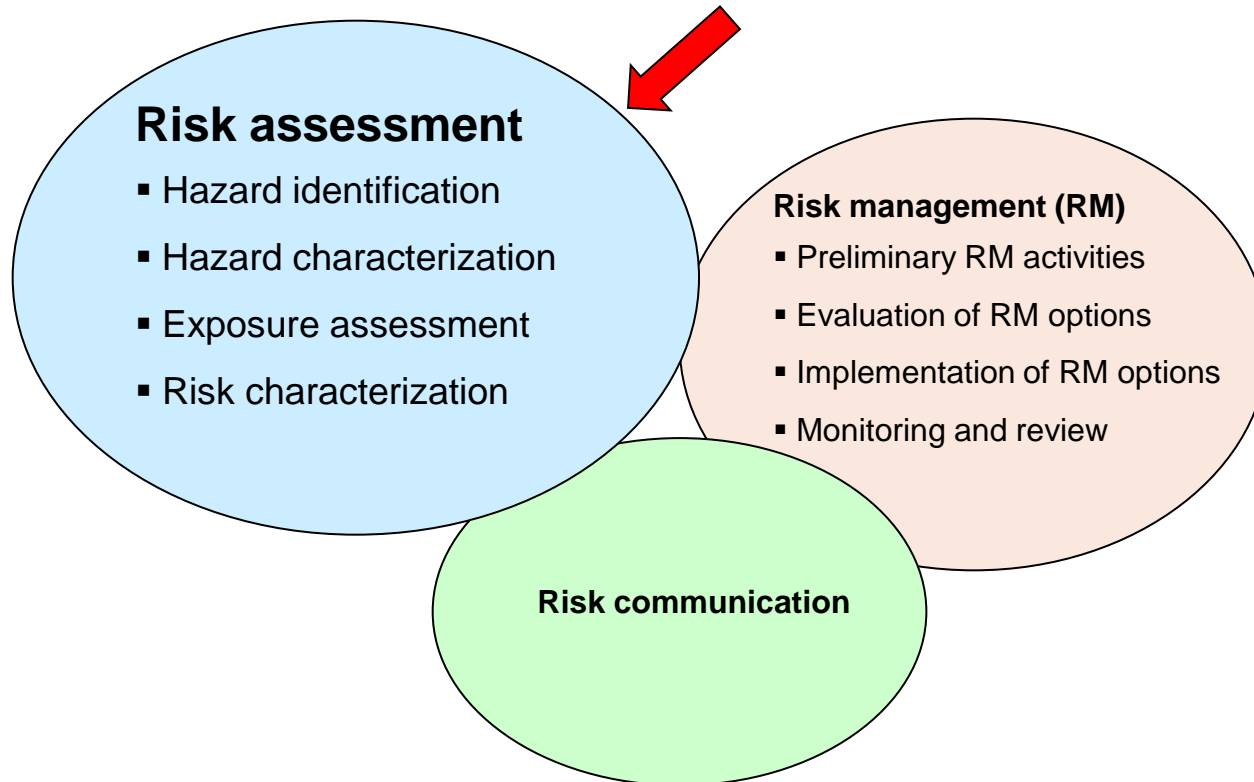 Risk assessment
▪ Hazard identification
▪ Hazard characterization
▪ Exposure assessment
▪ Risk characterization
Risk management (RM)
▪ Preliminary RM activities
▪ Evaluation of RM options
▪ Implementation of RM options
▪ Monitoring and review
Risk communication